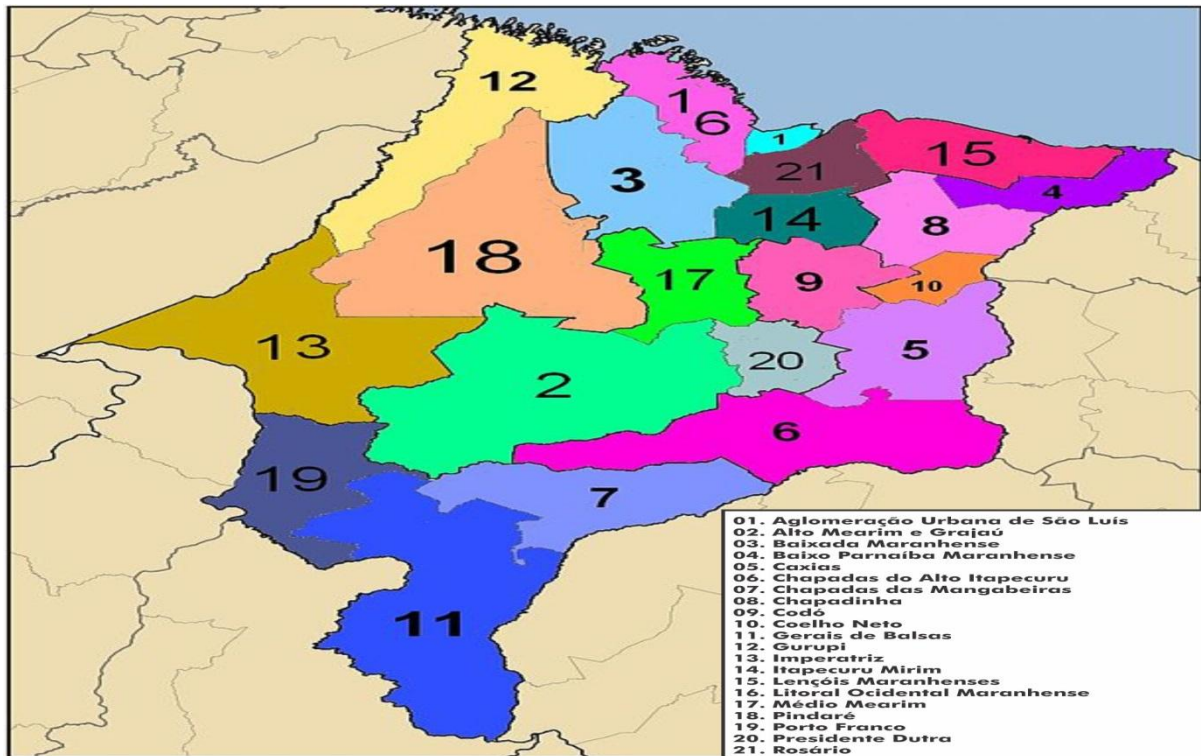 12
1
6
1
15
21
3
4
14
8
18
17
9
10
13
5
20
2
6
19
7
11
01. Aglomeração Urbana de São Luís
02. Alto Mearim e Grajaú
03. Baixada Maranhense
04. Baixo Parnaíba Maranhense
05. Caxias
06. Chapadas do Alto Itapecuru
07. Chapadas das Mangabeiras
08. Chapadinha
09. Codó
10. Coelho Neto
11. Gerais de Balsas
12. Gurupi
13. Imperatriz
14. Itapecuru Mirim
15. Lençóis Maranhenses
16. Litoral Ocidental Maranhense
17. Médio Mearim
18. Pindaré
19. Porto Franco
20. Presidente Dutra
21. Rosário